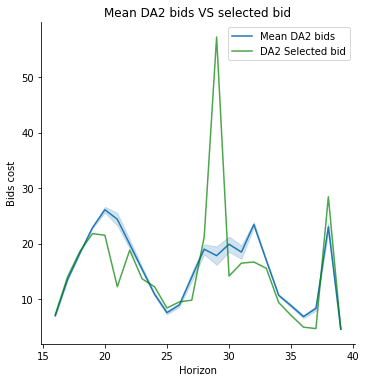 Mean DA2 bids VS selected bid
Mean DA2 bids
DA2 Selected bid
Bids cost
50
40
30
20
10
15
20
25
30
35
40
Horizon